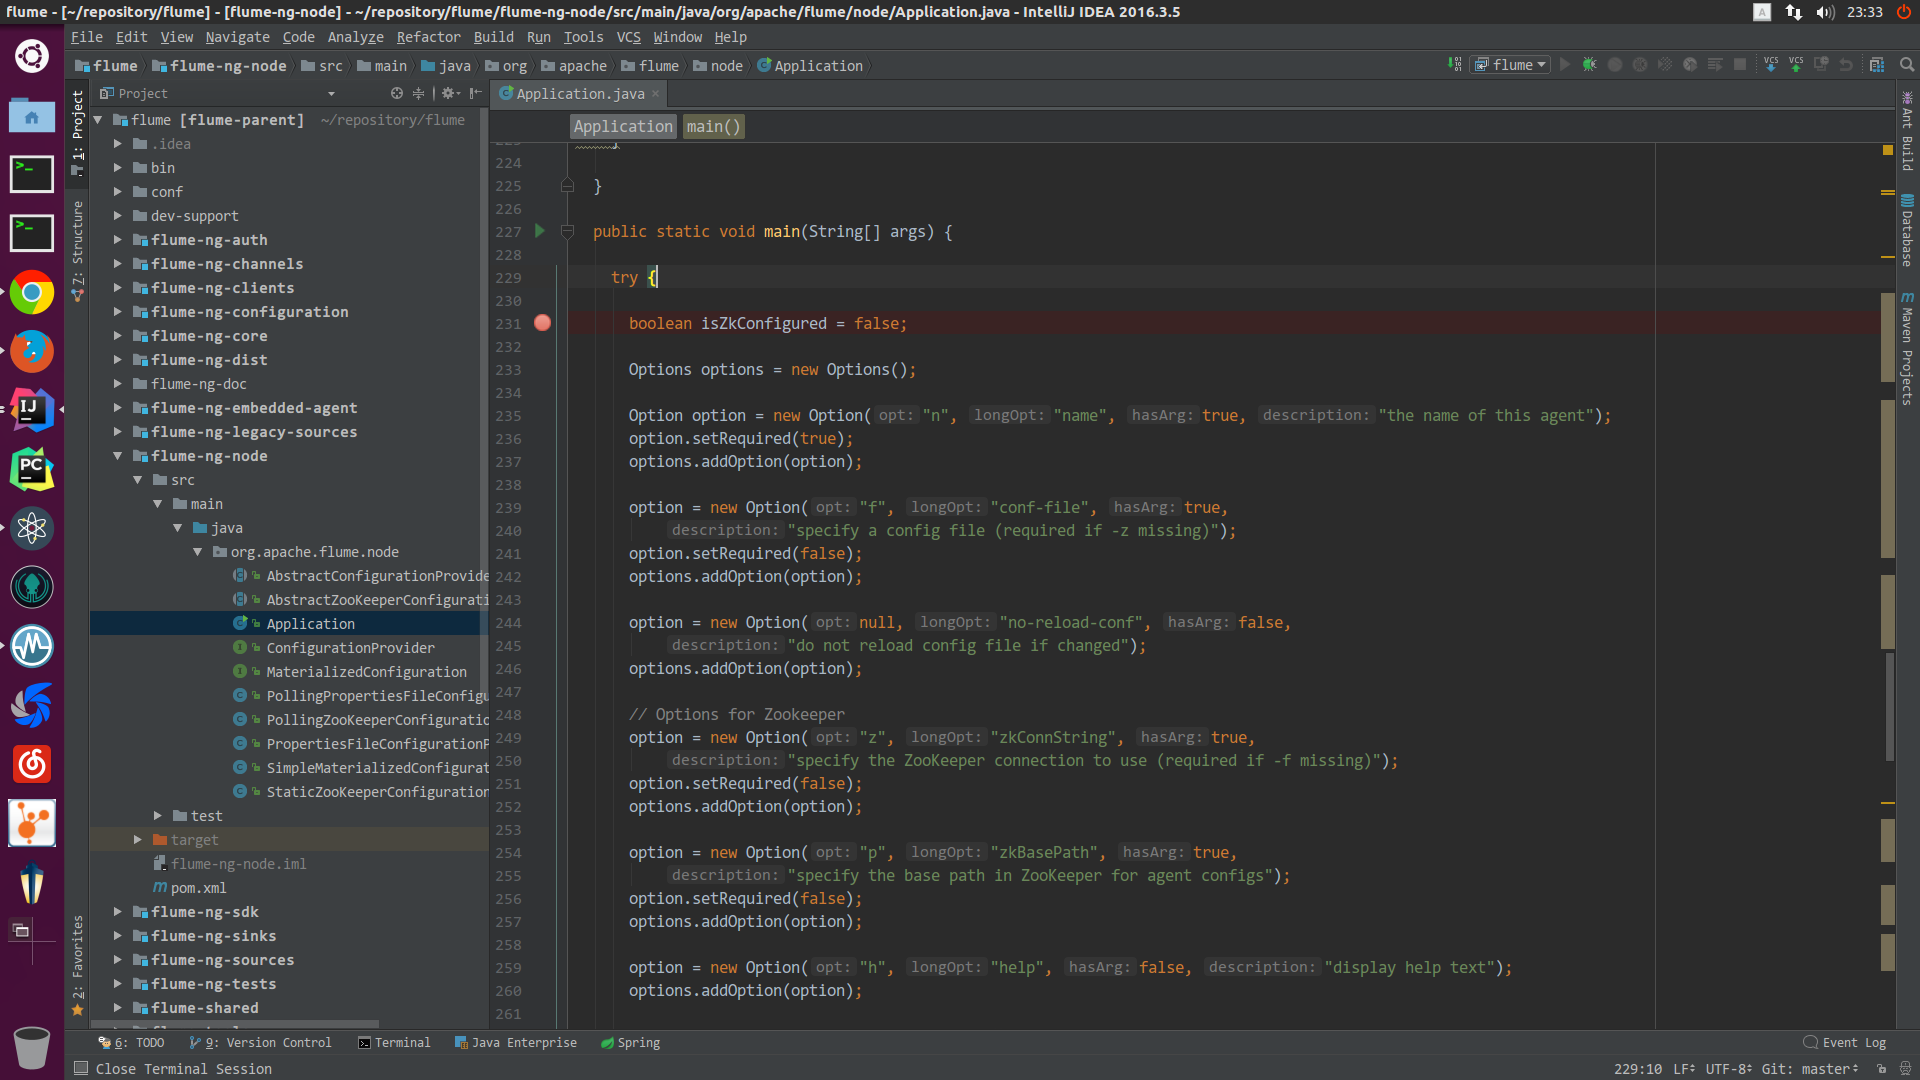 flume - [~/repository/flume] - [flume-ng-node] - ~/repository/flume/flume-ng-node/src/main/java/org/apache/flume/node/Application.java - IntelliJ IDEA 2016.3.5
A
23:33
File Edit View Navigate Code Analyze Refactor Build Run Tools VCS Window Help
flume flume-ng-node src main java org apache flume node Application
flume
VCS VCS
Project
Application.java
1: Project
Z: Structure
2: Favorites
flume [flume-parent] ~/repository/flume
.idea
bin
conf
dev-support
flume-ng-auth
flume-ng-channels
flume-ng-clients
flume-ng-configuration
flume-ng-core
flume-ng-dist
flume-ng-doc
flume-ng-embedded-agent
flume-ng-legacy-sources
flume-ng-node
src
main
java
org.apache.flume.node
AbstractConfigurationProvide
AbstractZooKeeperConfigurati
Application
ConfigurationProvider
MaterializedConfiguration
PollingPropertiesFileConfigu
PollingZooKeeperConfiguratio
PropertiesFileConfigurationP
SimpleMaterializedConfigurat
StaticZooKeeperConfiguration
test
target
flume-ng-node.iml
pom.xml
flume-ng-sdk
flume-ng-sinks
flume-ng-sources
flume-ng-tests
flume-shared
Application main()
224
225 }
226
227 public static void main(String[] args) {
228
229 try {
230
231 boolean isZkConfigured = false;
232
233 Options options = new Options();
234
235 Option option = new Option( opt: "n", longOpt: "name", hasArg: true, description: "the name of this agent");
236 option.setRequired(true);
237 options.addOption(option);
238
239 option = new Option( opt: "f", longOpt: "conf-file", hasArg: true,
240 description: "specify a config file (required if -z missing)");
241 option.setRequired(false);
242 options.addOption(option);
243
244 option = new Option( opt: null, longOpt: "no-reload-conf", hasArg: false,
245 description: "do not reload config file if changed");
246 options.addOption(option);
247
248 // Options for Zookeeper
249 option = new Option( opt: "z", longOpt: "zkConnString", hasArg: true,
250 description: "specify the ZooKeeper connection to use (required if -f missing)");
251 option.setRequired(false);
252 options.addOption(option);
253
254 option = new Option( opt: "p", longOpt: "zkBasePath", hasArg: true,
255 description: "specify the base path in ZooKeeper for agent configs");
256 option.setRequired(false);
257 options.addOption(option);
258
259 option = new Option( opt: "h", longOpt: "help", hasArg: false, description: "display help text");
260 options.addOption(option);
261
Ant Build
Database
Maven Projects
IJ
PC
6: TODO 9: Version Control Terminal Java Enterprise Spring Event Log
Close Terminal Session
229:10 LF UTF-8 Git: master